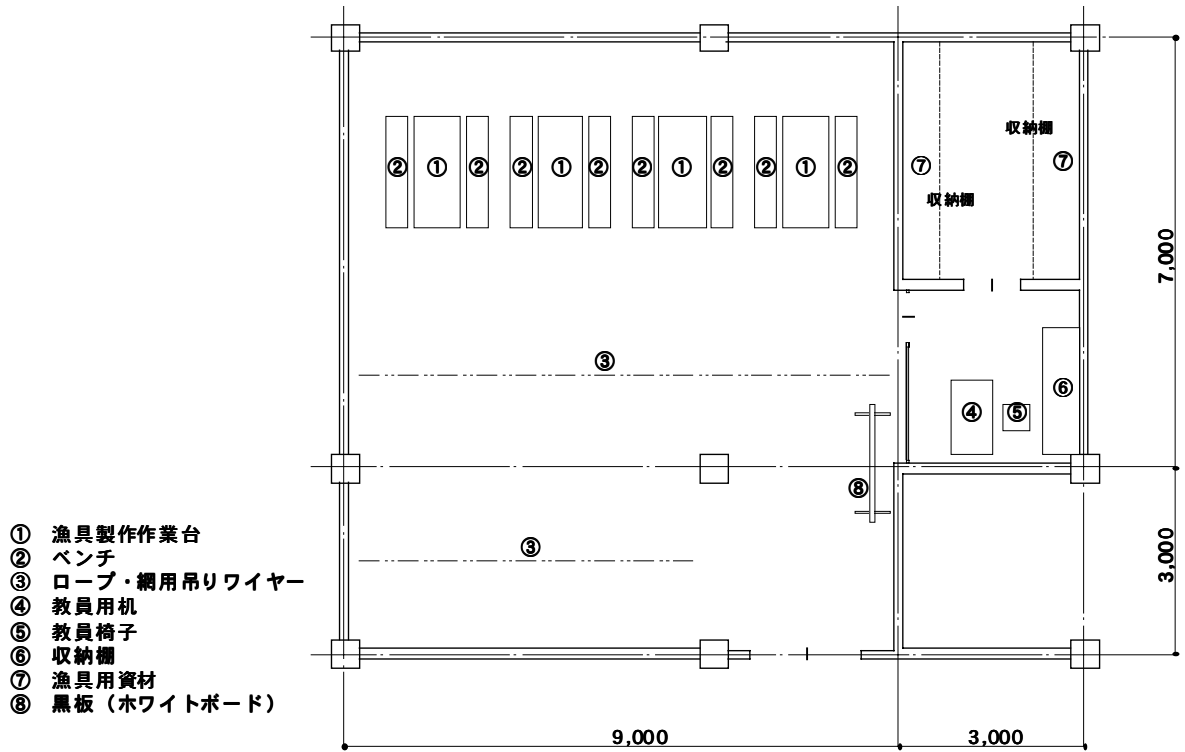 収納棚
⑦
⑦
② ① ② ② ① ② ② ① ② ② ① ②
収納棚
7,000
③
⑥
④
⑤
⑧
③
3,000
① 漁具製作作業台
② ベンチ
③ ロープ・網用吊りワイヤー
④ 教員用机
⑤ 教員椅子
⑥ 収納棚
⑦ 漁具用資材
⑧ 黒板（ホワイトボード）
9,000
3,000